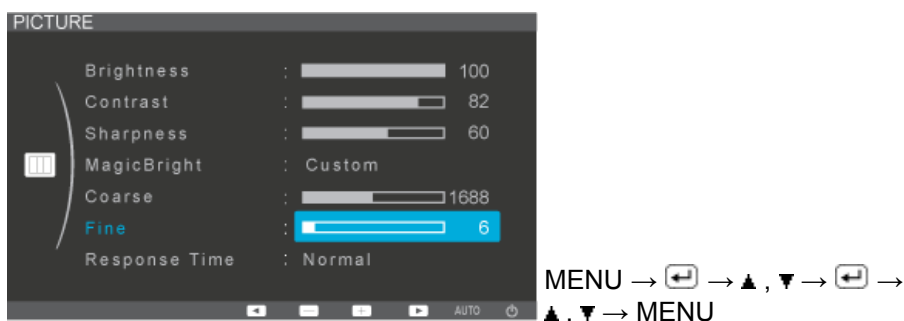 PICTURE
Brightness : 100
Contrast : 82
Sharpness : 60
MagicBright : Custom
Coarse : 1688
Fine : 6
Response Time : Normal
AUTO
MENU → → ▲ , ▼ → →
▲ , ▼ → MENU